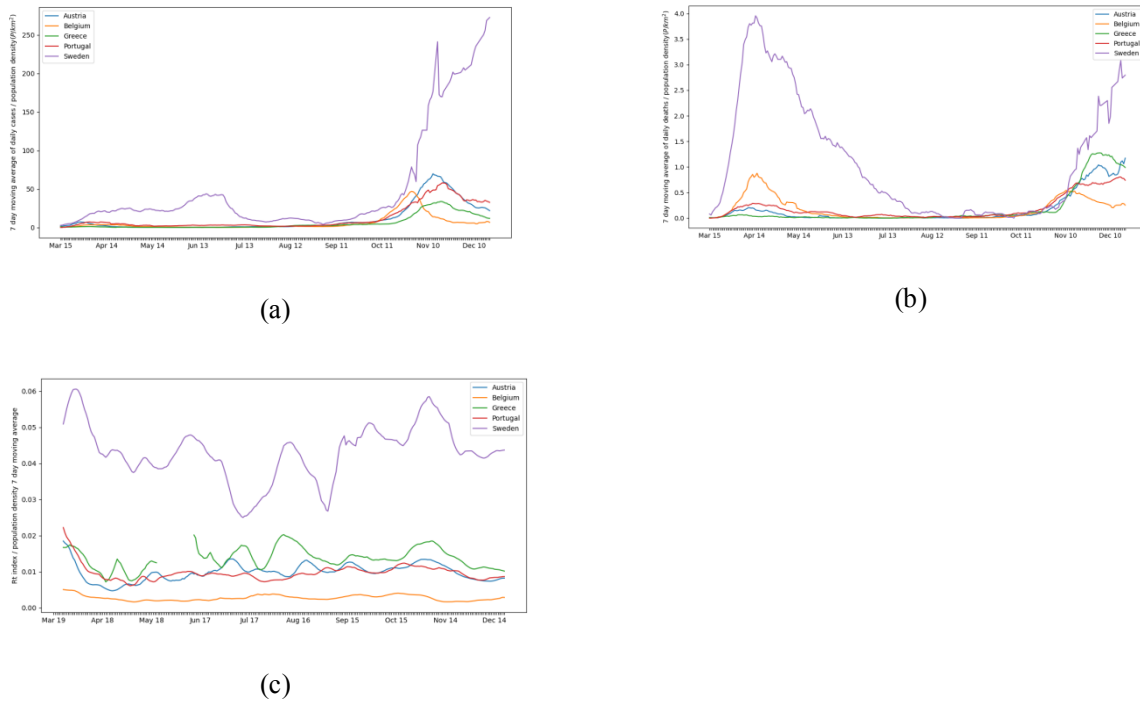 7 day moving average of daily cases / population density(P/km²)
300
250
200
150
100
50
0
Austria
Belgium
Greece
Portugal
Sweden
Mar 15 Apr 14 May 14 Jun 13 Jul 13 Aug 12 Sep 11 Oct 11 Nov 10 Dec 10
(a)
7 day moving average of daily deaths / population density(P/km²)
4.0
3.5
3.0
2.5
2.0
1.5
1.0
0.5
0.0
Austria
Belgium
Greece
Portugal
Sweden
Mar 15 Apr 14 May 14 Jun 13 Jul 13 Aug 12 Sep 11 Oct 11 Nov 10 Dec 10
(b)
Rt index / population density 7 day moving average
0.06
0.05
0.04
0.03
0.02
0.01
0.00
Austria
Belgium
Greece
Portugal
Sweden
Mar 19 Apr 18 May 18 Jun 17 Jul 17 Aug 16 Sep 15 Oct 15 Nov 14 Dec 14
(c)